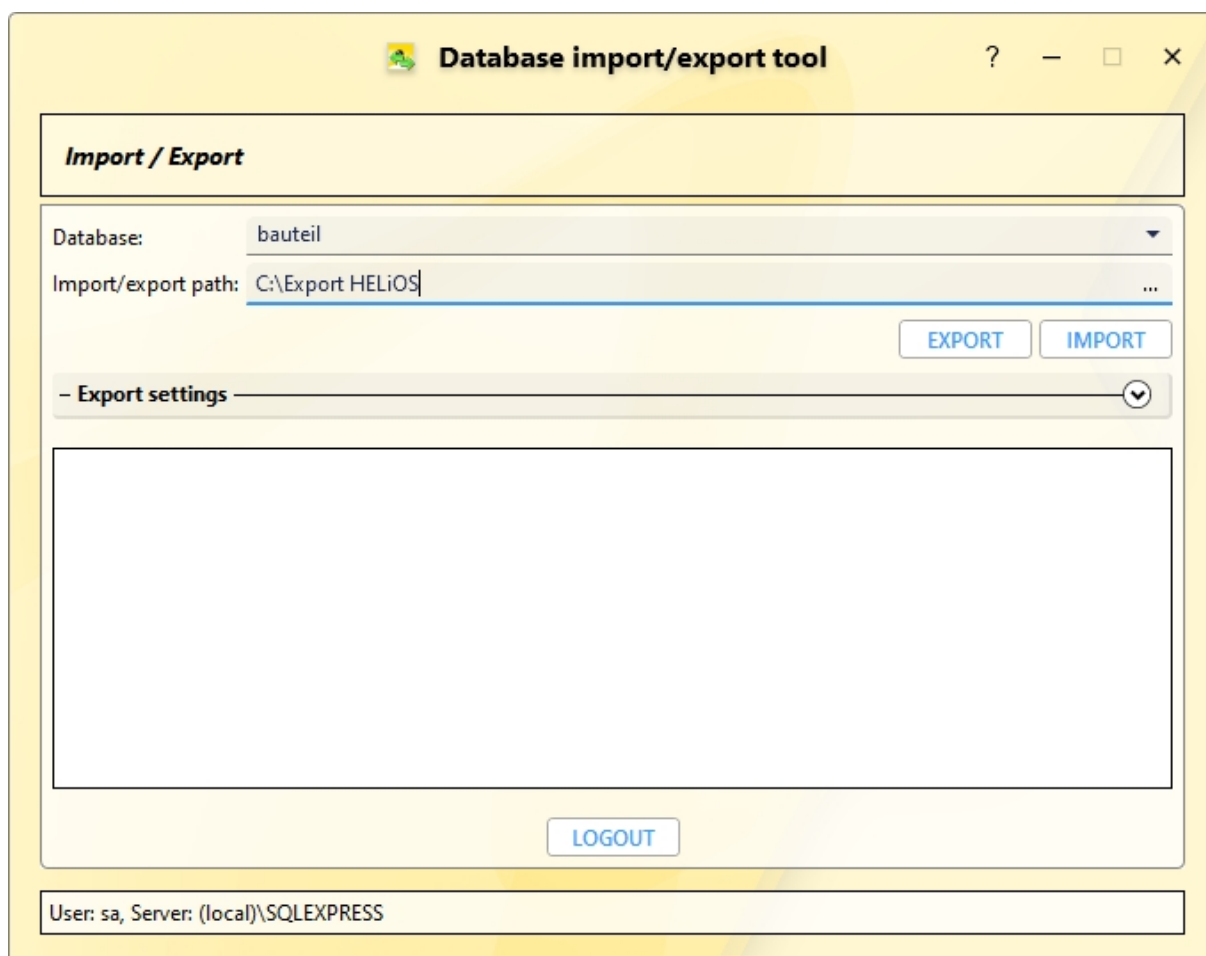 Database import/export tool ?
Import / Export
Database: bauteil
Import/export path: C:\Export HELiOS ...
EXPORT IMPORT
– Export settings
LOGOUT
User: sa, Server: (local)\SQLEXPRESS